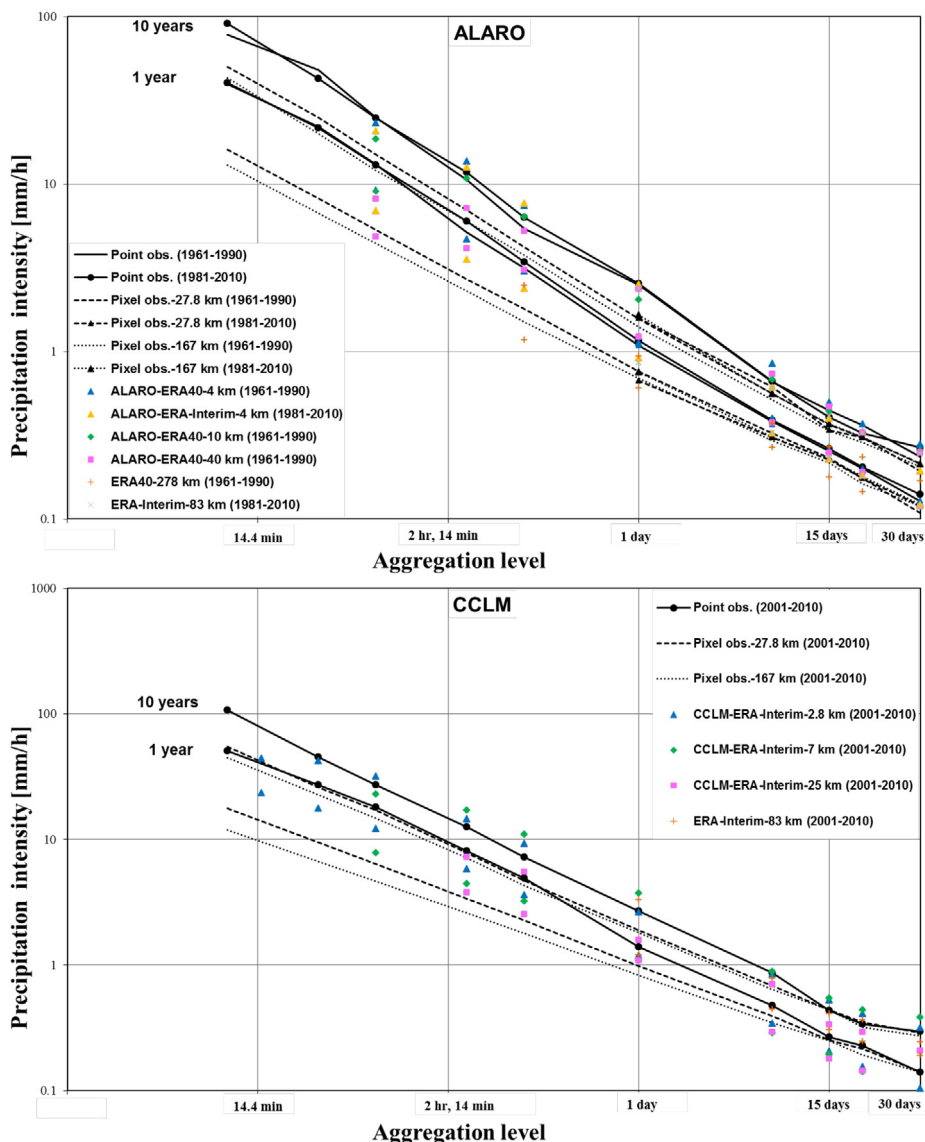 ALARO
100
10 years
1 year
10
1
0.1
Precipitation intensity [mm/h]
Point obs. (1961-1990)
Point obs. (1981-2010)
Pixel obs.-27.8 km (1961-1990)
Pixel obs.-27.8 km (1981-2010)
Pixel obs.-167 km (1961-1990)
Pixel obs.-167 km (1981-2010)
ALARO-ERA40-4 km (1961-1990)
ALARO-ERA-Interim-4 km (1981-2010)
ALARO-ERA40-10 km (1961-1990)
ALARO-ERA40-40 km (1961-1990)
ERA40-278 km (1961-1990)
ERA-Interim-83 km (1981-2010)
14.4 min
2 hr, 14 min
1 day
15 days
30 days
Aggregation level
CCLM
1000
100
10
1
0.1
10 years
1 year
Precipitation intensity [mm/h]
Point obs. (2001-2010)
Pixel obs.-27.8 km (2001-2010)
Pixel obs.-167 km (2001-2010)
CCLM-ERA-Interim-2.8 km (2001-2010)
CCLM-ERA-Interim-7 km (2001-2010)
CCLM-ERA-Interim-25 km (2001-2010)
ERA-Interim-83 km (2001-2010)
14.4 min
2 hr, 14 min
1 day
15 days
30 days
Aggregation level